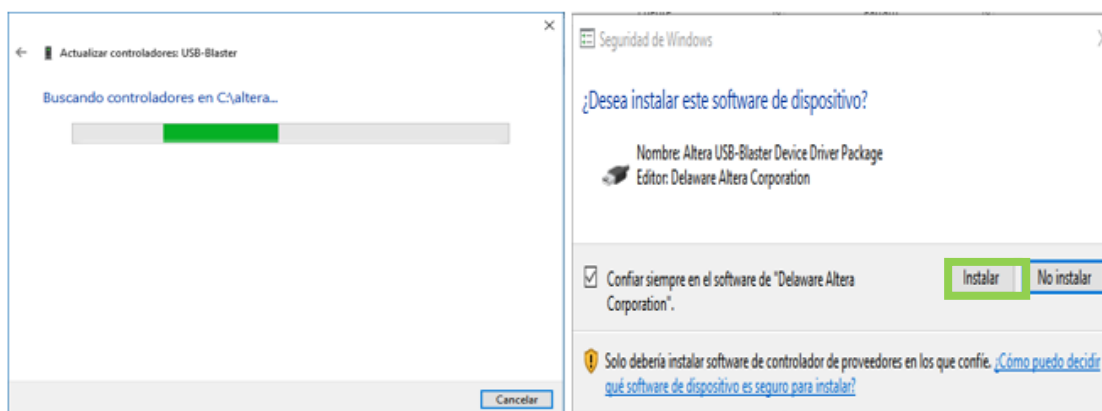 Actualizar controladores: USB-Blaster
Buscando controladores en C:\altera...
Cancelar
Seguridad de Windows
¿Desea instalar este software de dispositivo?
Nombre: Altera USB-Blaster Device Driver Package
Editor: Delaware Altera Corporation
Confiar siempre en el software de "Delaware Altera
Corporation".
Instalar
No instalar
Solo debería instalar software de controlador de proveedores en los que confíe. ¿Cómo puedo decidir
qué software de dispositivo es seguro para instalar?